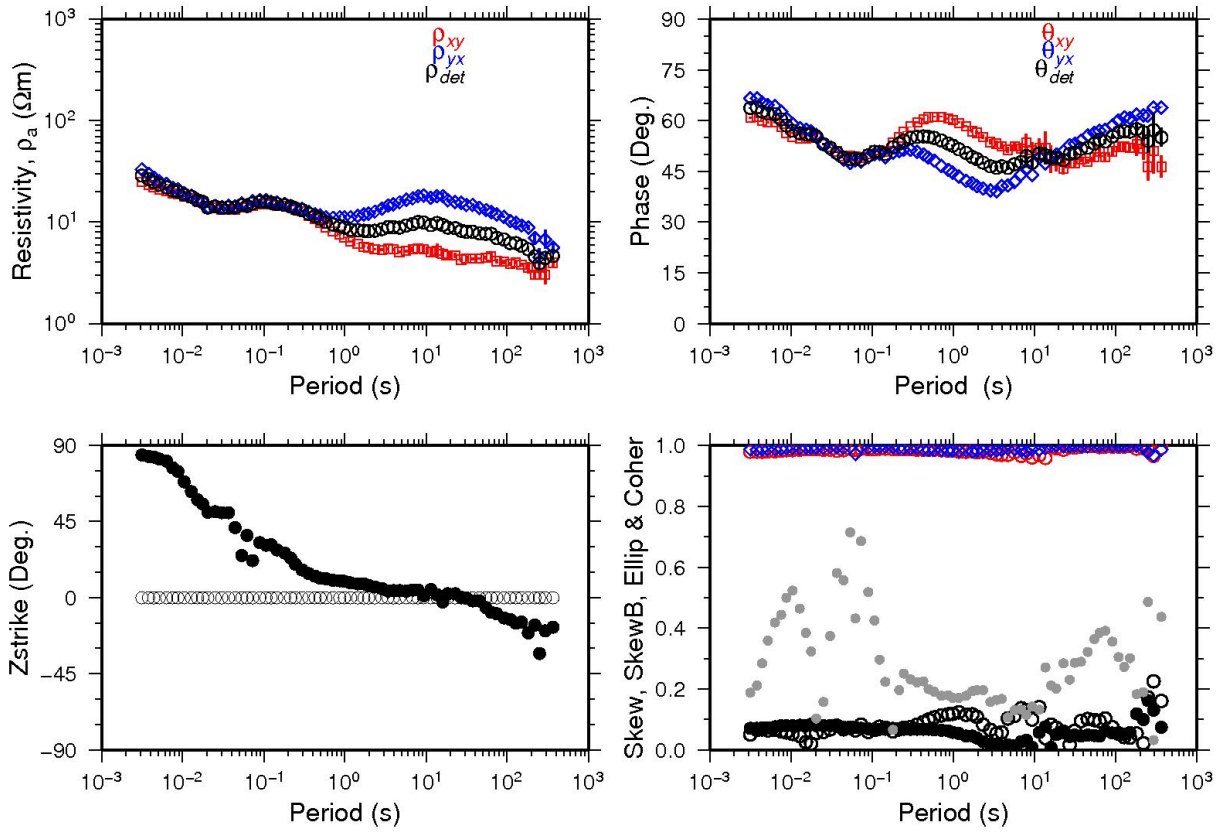 10³
10²
10¹
10⁰
Resistivity, ρₐ (Ωm)
ρxy
ρyx
ρdet
10⁻³ 10⁻² 10⁻¹ 10⁰ 10¹ 10² 10³
Period (s)
90
75
60
45
30
15
0
Phase (Deg.)
θxy
θyx
θdet
10⁻³ 10⁻² 10⁻¹ 10⁰ 10¹ 10² 10³
Period (s)
90
45
0
−45
−90
Zstrike (Deg.)
10⁻³ 10⁻² 10⁻¹ 10⁰ 10¹ 10² 10³
Period (s)
1.0
0.8
0.6
0.4
0.2
0.0
Skew, SkewB, Ellip & Coher
10⁻³ 10⁻² 10⁻¹ 10⁰ 10¹ 10² 10³
Period (s)